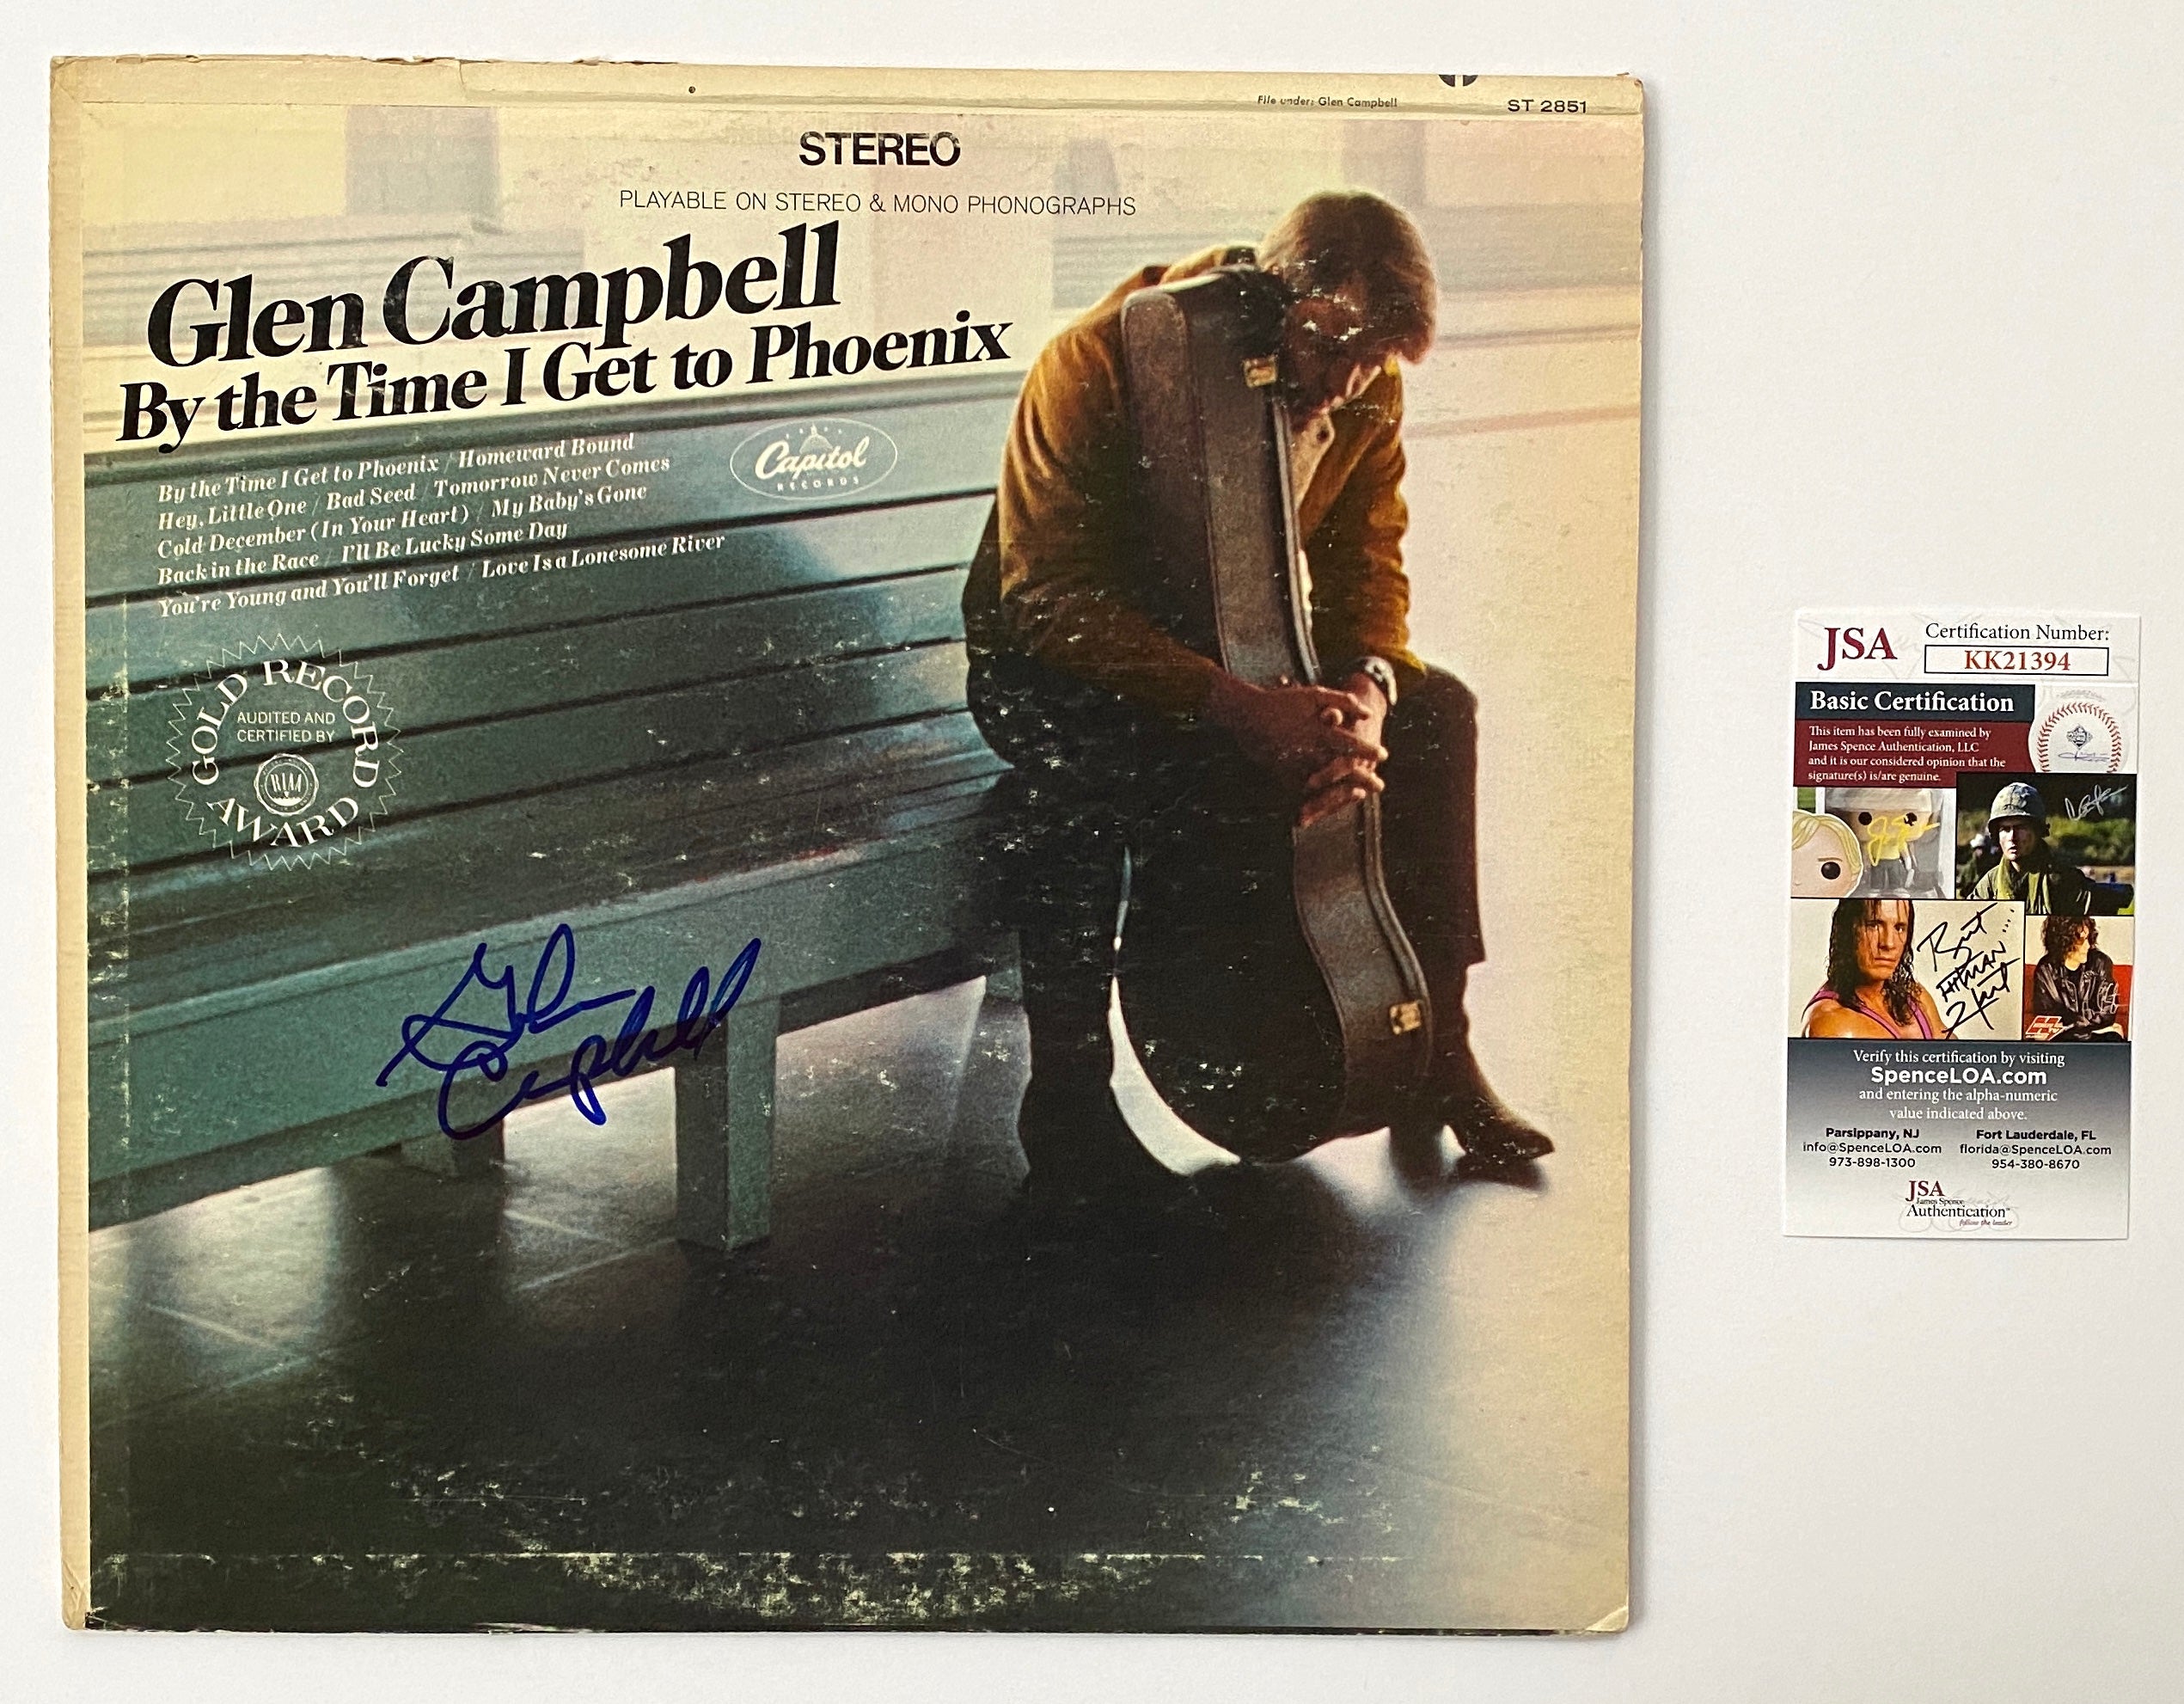 File under: Glen Campbell
ST 2851
STEREO
PLAYABLE ON STEREO & MONO PHONOGRAPHS
Glen Campbell
By the Time I Get to Phoenix
By the Time I Get to Phoenix / Homeward Bound
Hey, Little One / Bad Seed / Tomorrow Never Comes
Cold December (In Your Heart) / My Baby's Gone
Back in the Race / I'll Be Lucky Some Day
You're Young and You'll Forget / Love Is a Lonesome River
Capitol
RECORDS
GOLD RECORD AWARD
AUDITED AND
CERTIFIED BY
RIAA
Glen
Campbell
JSA
Certification Number:
KK21394
Basic Certification
This item has been fully examined by
James Spence Authentication, LLC
and it is our considered opinion that the
signature(s) is/are genuine.
Bret
HITMAN
Hart
Verify this certification by visiting
SpenceLOA.com
and entering the alpha-numeric
value indicated above.
Parsippany, NJ
info@SpenceLOA.com
973-898-1300
Fort Lauderdale, FL
florida@SpenceLOA.com
954-380-8670
JSA
James Spence
Authentication™
follow the leader